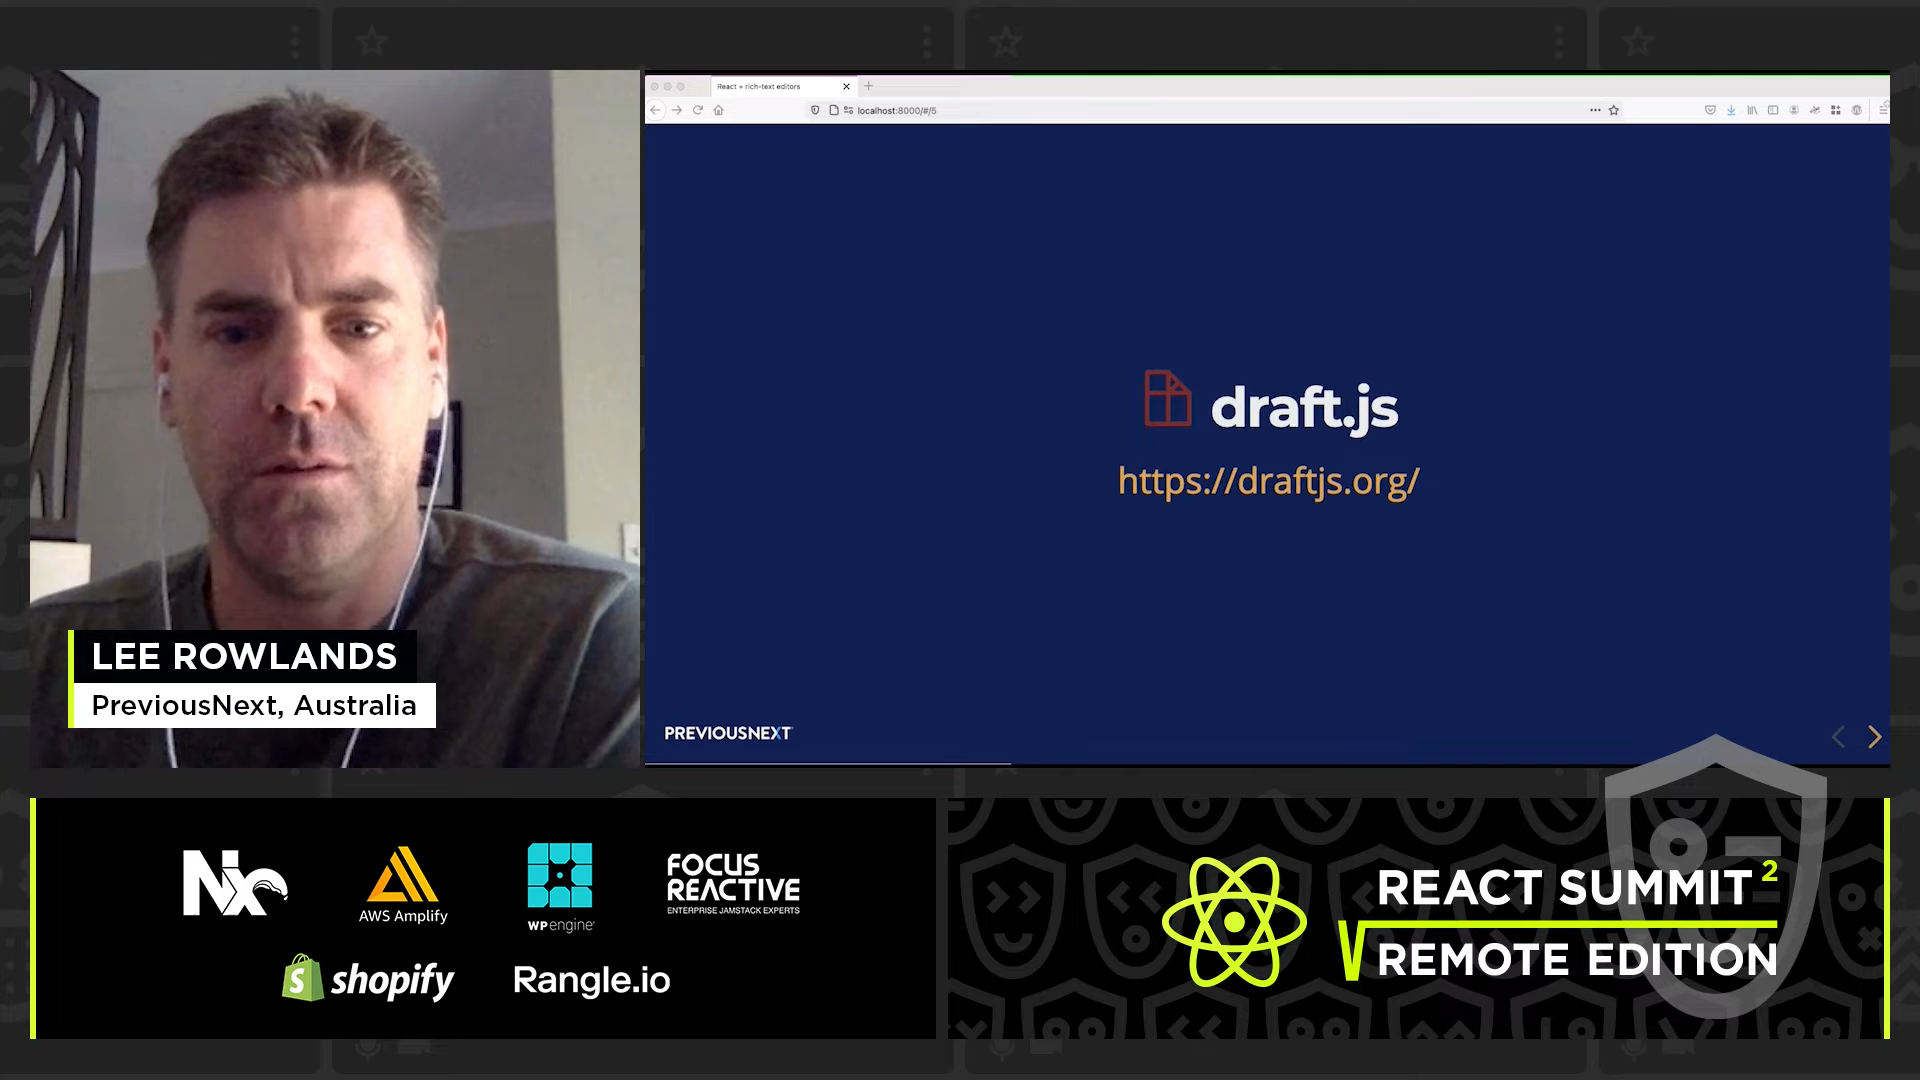 React + rich-text editors
localhost:8000/#/5
draft.js
https://draftjs.org/
PREVIOUSNEXT
LEE ROWLANDS
PreviousNext, Australia
Nx
AWS Amplify
WP engine
FOCUS
REACTIVE
ENTERPRISE JAMSTACK EXPERTS
shopify
Rangle.io
REACT SUMMIT 2
REMOTE EDITION